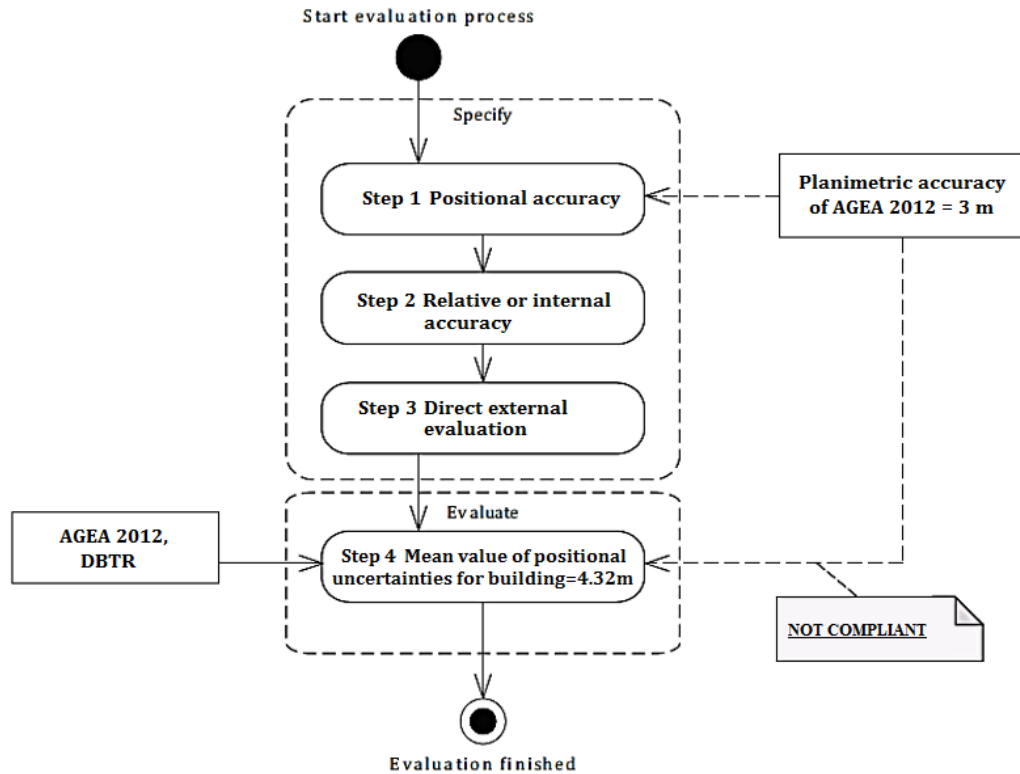 Start evaluation process
Specify
Step 1 Positional accuracy
Planimetric accuracy
of AGEA 2012 = 3 m
Step 2 Relative or internal
accuracy
Step 3 Direct external
evaluation
Evaluate
AGEA 2012,
DBTR
Step 4 Mean value of positional
uncertainties for building=4.32m
NOT COMPLIANT
Evaluation finished